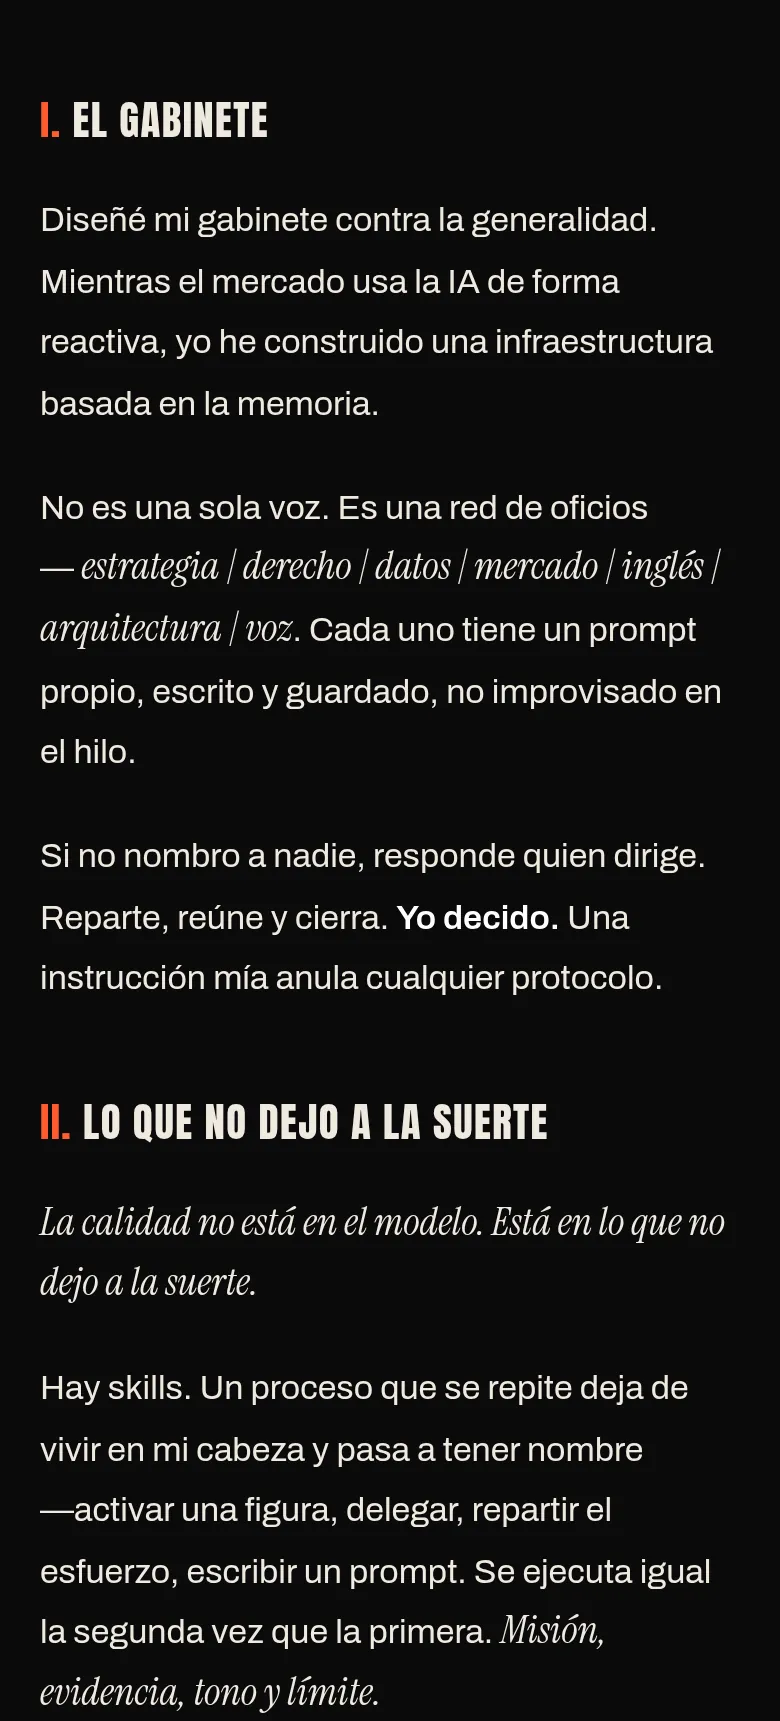 I. EL GABINETE
Diseñé mi gabinete contra la generalidad.
Mientras el mercado usa la IA de forma
reactiva, yo he construido una infraestructura
basada en la memoria.
No es una sola voz. Es una red de oficios
— estrategia / derecho / datos / mercado / inglés /
arquitectura / voz. Cada uno tiene un prompt
propio, escrito y guardado, no improvisado en
el hilo.
Si no nombro a nadie, responde quien dirige.
Reparte, reúne y cierra. Yo decido. Una
instrucción mía anula cualquier protocolo.
II. LO QUE NO DEJO A LA SUERTE
La calidad no está en el modelo. Está en lo que no
dejo a la suerte.
Hay skills. Un proceso que se repite deja de
vivir en mi cabeza y pasa a tener nombre
—activar una figura, delegar, repartir el
esfuerzo, escribir un prompt. Se ejecuta igual
la segunda vez que la primera. Misión,
evidencia, tono y límite.